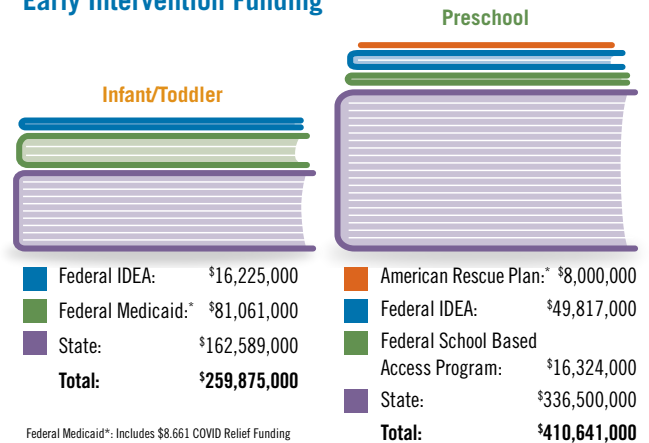 Early Intervention Funding
Infant/Toddler
Federal IDEA: $16,225,000
Federal Medicaid:* $81,061,000
State: $162,589,000
Total: $259,875,000
Federal Medicaid*: Includes $8.661 COVID Relief Funding
Preschool
American Rescue Plan:* $8,000,000
Federal IDEA: $49,817,000
Federal School Based
Access Program: $16,324,000
State: $336,500,000
Total: $410,641,000